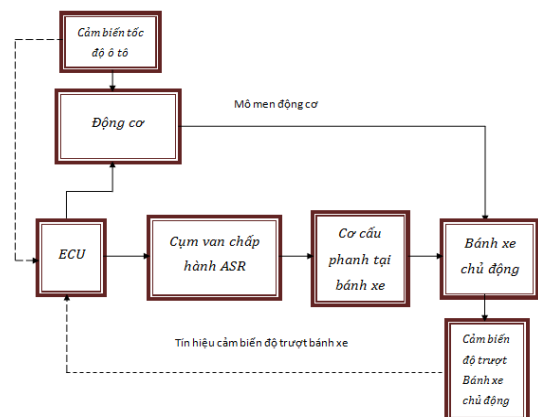 Cảm biến tốc
độ ô tô
Động cơ
Mô men động cơ
ECU
Cụm van chấp
hành ASR
Cơ cấu
phanh tại
bánh xe
Bánh xe
chủ động
Tín hiệu cảm biến độ trượt bánh xe
Cảm biến
độ trượt
Bánh xe
chủ động